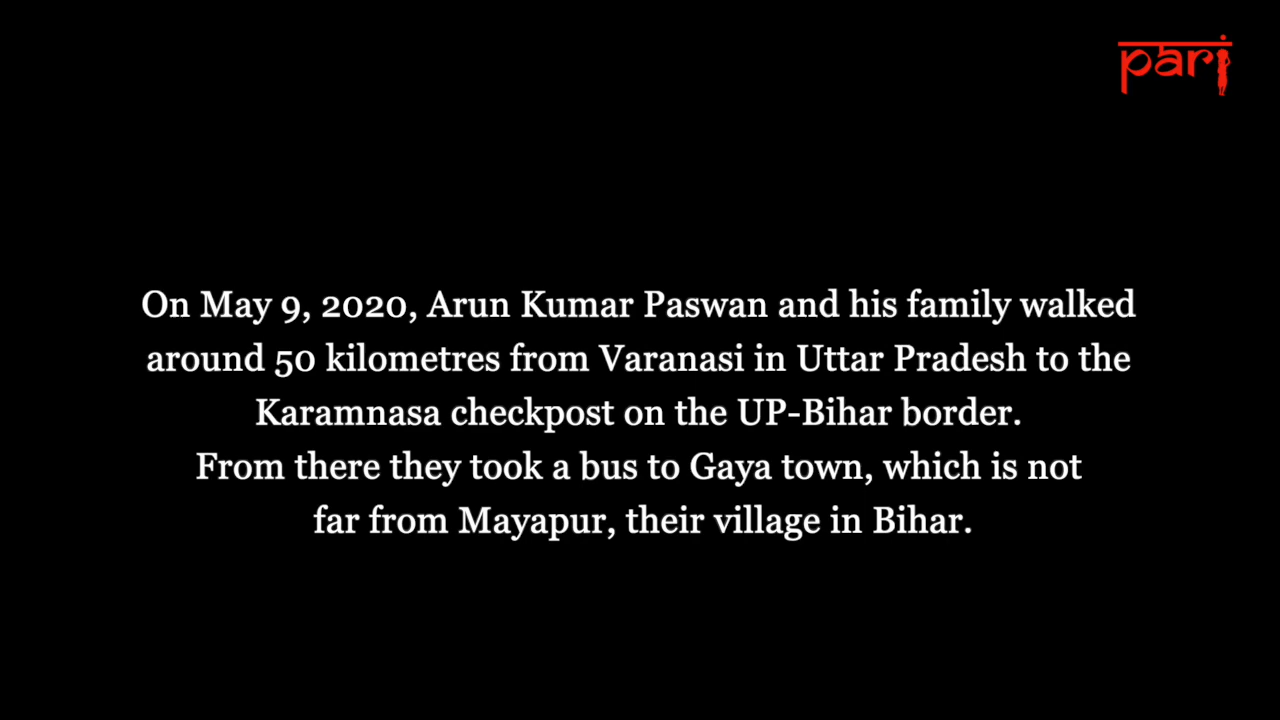 pari
On May 9, 2020, Arun Kumar Paswan and his family walked
around 50 kilometres from Varanasi in Uttar Pradesh to the
Karamnasa checkpost on the UP-Bihar border.
From there they took a bus to Gaya town, which is not
far from Mayapur, their village in Bihar.